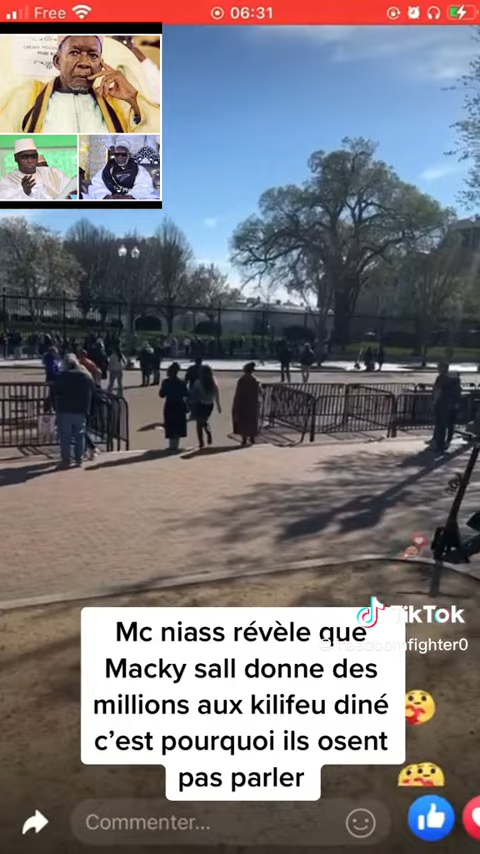 Free
06:31
TikTok
Mc niass révèle que
Macky sall donne des
millions aux kilifeu diné
c'est pourquoi ils osent
pas parler
Commenter...